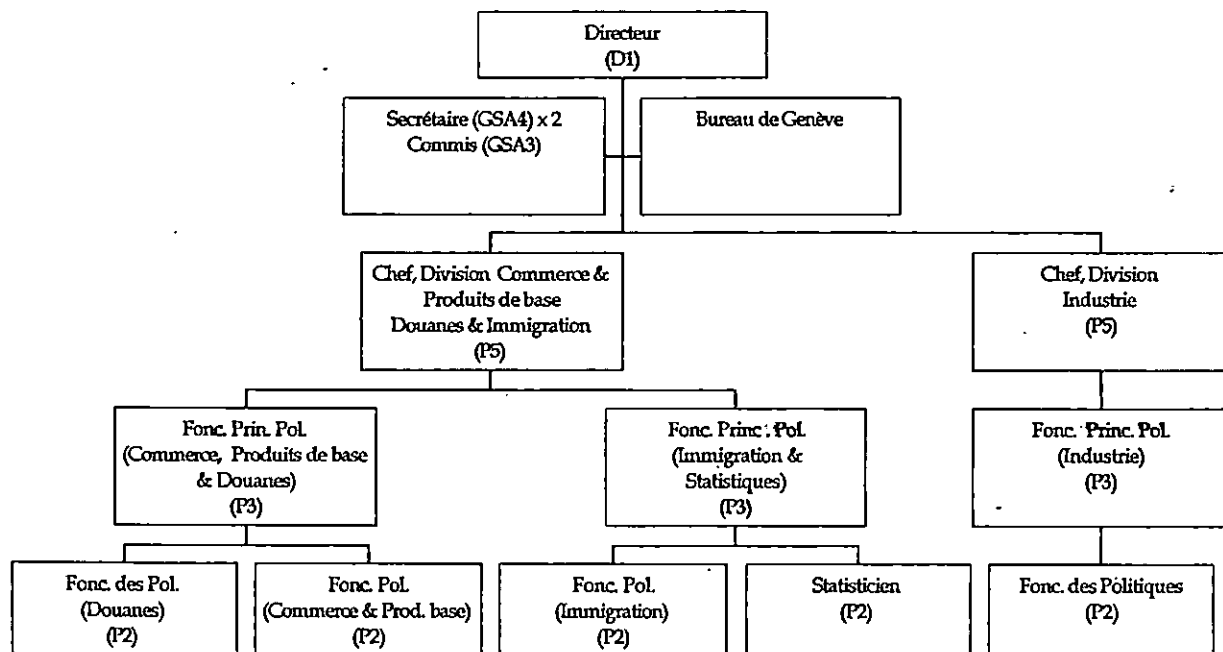 Directeur
(D1)
Secrétaire (GSA4) x 2
Commis (GSA3)
Bureau de Genève
Chef, Division Commerce &
Produits de base
Douanes & Immigration
(P5)
Chef, Division
Industrie
(P5)
Fonc. Prin. Pol.
(Commerce, Produits de base
& Douanes)
(P3)
Fonc. Princ. Pol.
(Immigration &
Statistiques)
(P3)
Fonc. Princ. Pol.
(Industrie)
(P3)
Fonc. des Pol.
(Douanes)
(P2)
Fonc. Pol.
(Commerce & Prod. base)
(P2)
Fonc. Pol.
(Immigration)
(P2)
Statisticien
(P2)
Fonc. des Politiques
(P2)